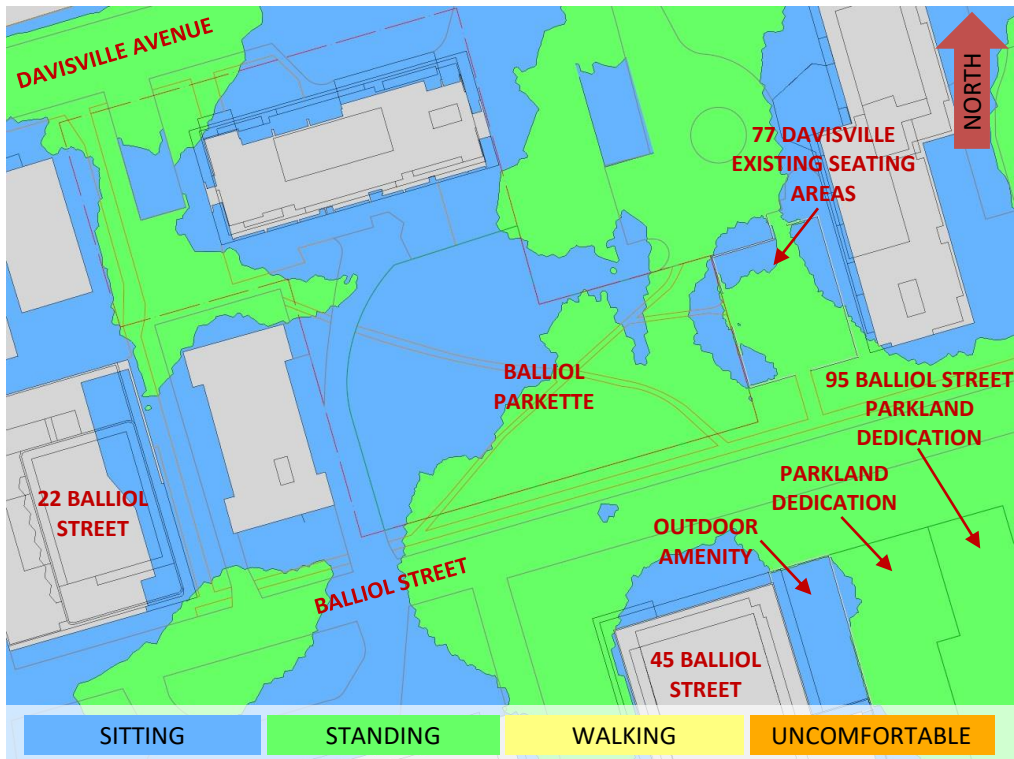 DAVISVILLE AVENUE
NORTH
77 DAVISVILLE
EXISTING SEATING
AREAS
BALLIOL
PARKETTE
95 BALLIOL STREET
PARKLAND
DEDICATION
PARKLAND
DEDICATION
22 BALLIOL
STREET
OUTDOOR
AMENITY
BALLIOL STREET
45 BALLIOL
STREET
SITTING
STANDING
WALKING
UNCOMFORTABLE